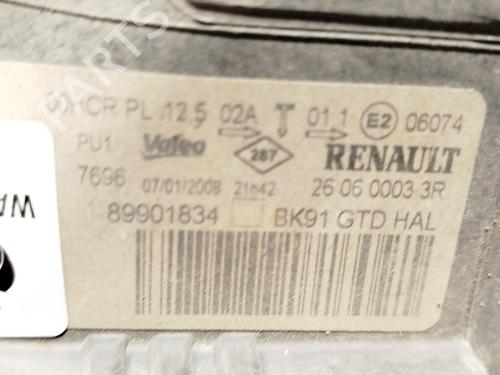 PL 12.5 02A 01 1 E2 06074
PU1 Valeo 287 RENAULT
7696 07/01/2008 21h42 26 06 0003 3R
89901834 BK91 GTD HAL
WA
PARTS